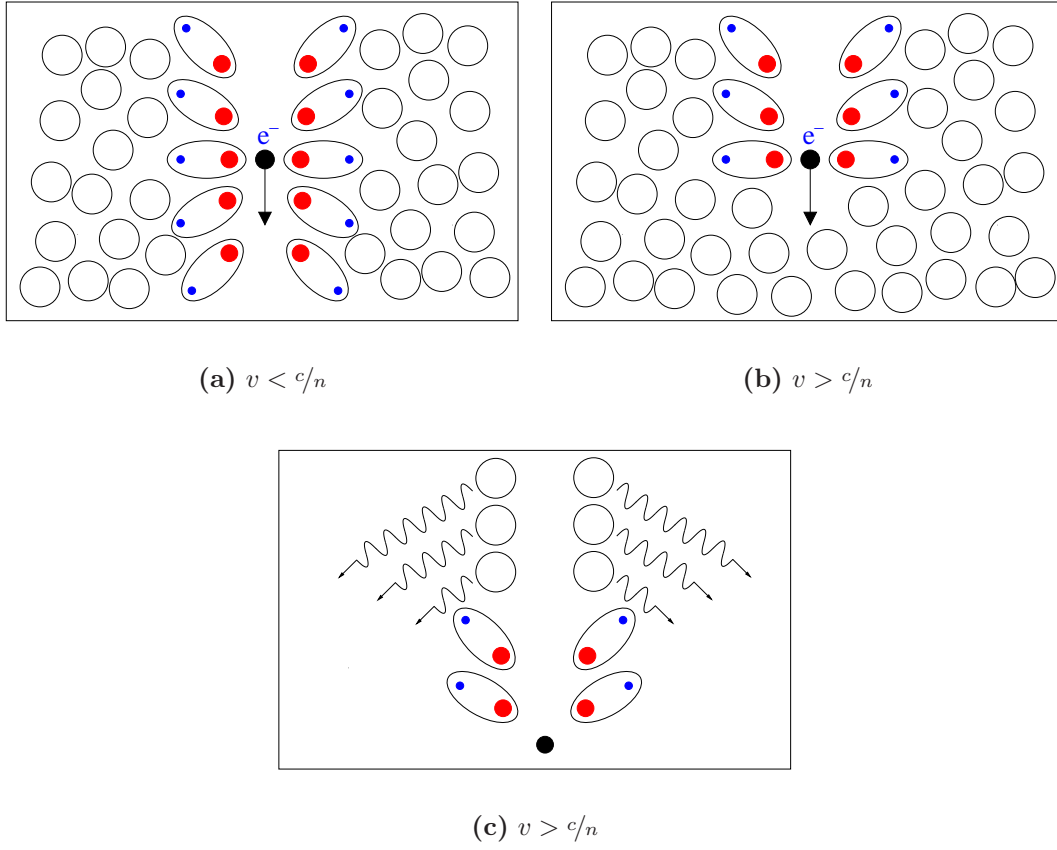 e⁻
e⁻
(a) v < c/n
(b) v > c/n
(c) v > c/n